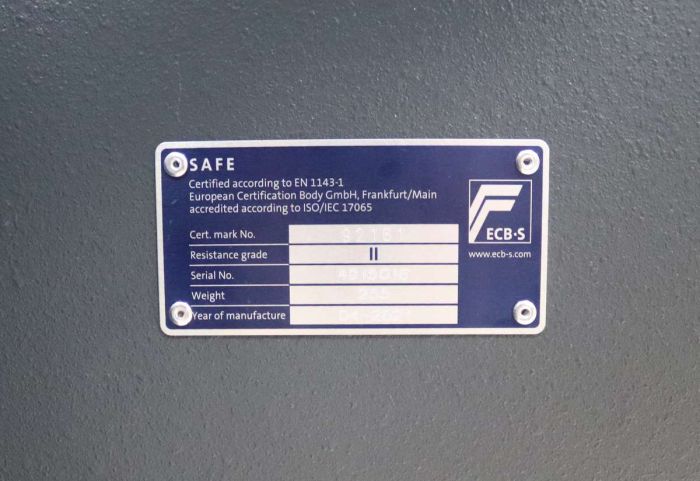 SAFE
Certified according to EN 1143-1
European Certification Body GmbH, Frankfurt/Main
accredited according to ISO/IEC 17065
Cert. mark No.
Resistance grade II
Serial No.
Weight
Year of manufacture
ECB·S
www.ecb-s.com